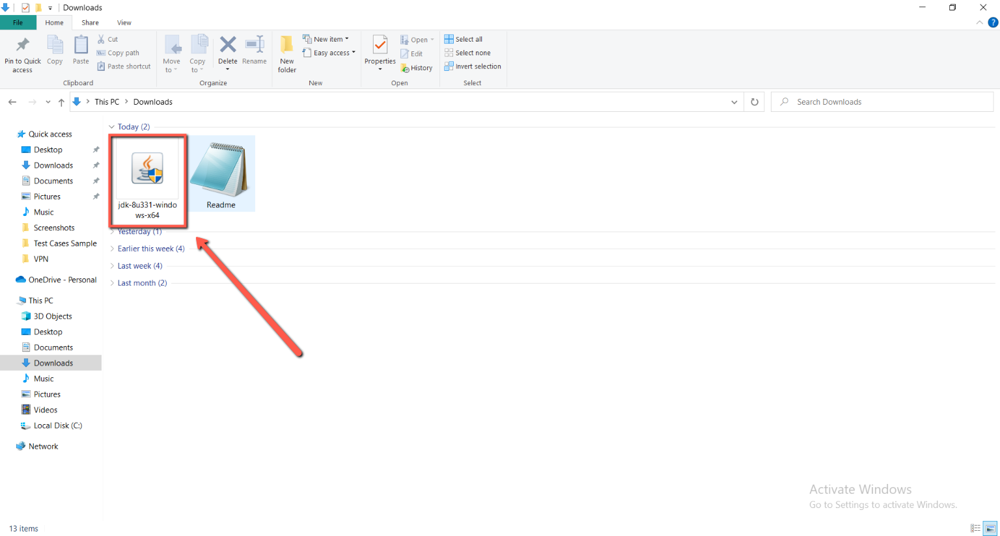 Downloads
File Home Share View
Pin to Quick access
Copy
Paste
Cut
Copy path
Paste shortcut
Clipboard
Move to
Copy to
Delete
Rename
Organize
New folder
New item
Easy access
New
Properties
Open
Edit
History
Open
Select all
Select none
Invert selection
Select
This PC Downloads
Search Downloads
Quick access
Desktop
Downloads
Documents
Pictures
Music
Screenshots
Test Cases Sample
VPN
OneDrive - Personal
This PC
3D Objects
Desktop
Documents
Downloads
Music
Pictures
Videos
Local Disk (C:)
Network
Today (2)
jdk-8u331-windo
ws-x64
Readme
Yesterday (1)
Earlier this week (4)
Last week (4)
Last month (2)
Activate Windows
Go to Settings to activate Windows.
13 items